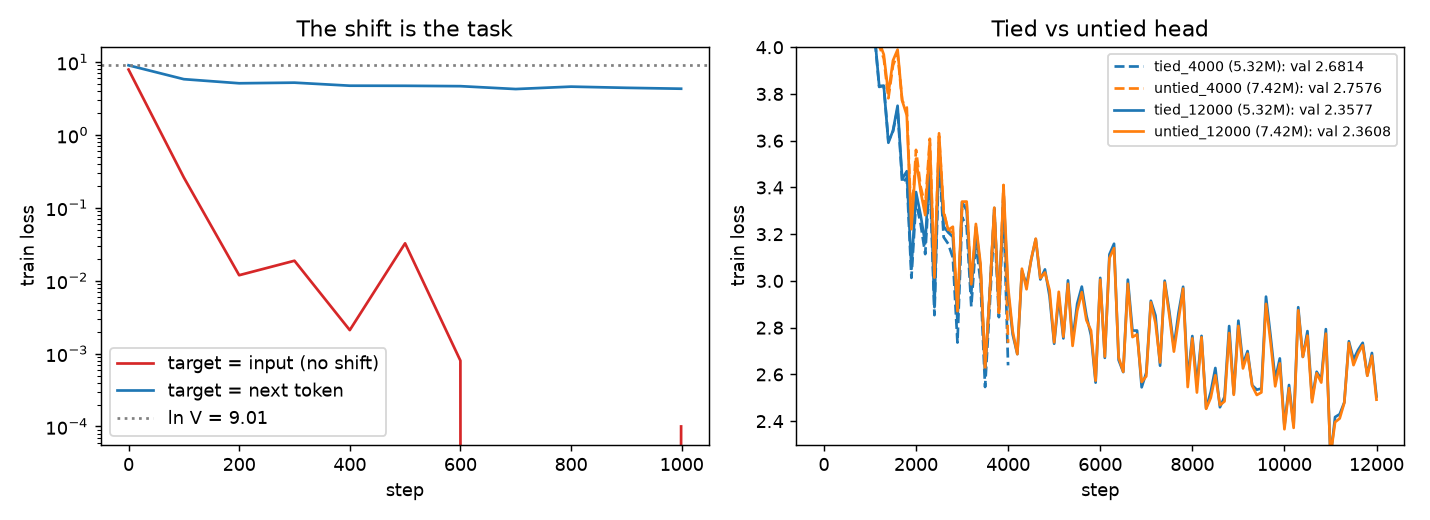 The shift is the task
train loss
10^1
10^0
10^-1
10^-2
10^-3
10^-4
target = input (no shift)
target = next token
ln V = 9.01
0 200 400 600 800 1000
step
Tied vs untied head
train loss
4.0
3.8
3.6
3.4
3.2
3.0
2.8
2.6
2.4
tied_4000 (5.32M): val 2.6814
untied_4000 (7.42M): val 2.7576
tied_12000 (5.32M): val 2.3577
untied_12000 (7.42M): val 2.3608
0 2000 4000 6000 8000 10000 12000
step